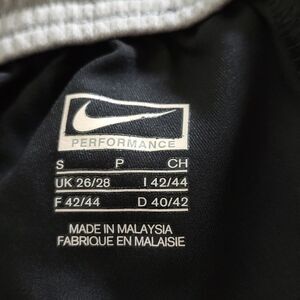 PERFORMANCE
S P CH
UK 26/28 I 42/44
F 42/44 D 40/42
MADE IN MALAYSIA
FABRIQUE EN MALAISIE